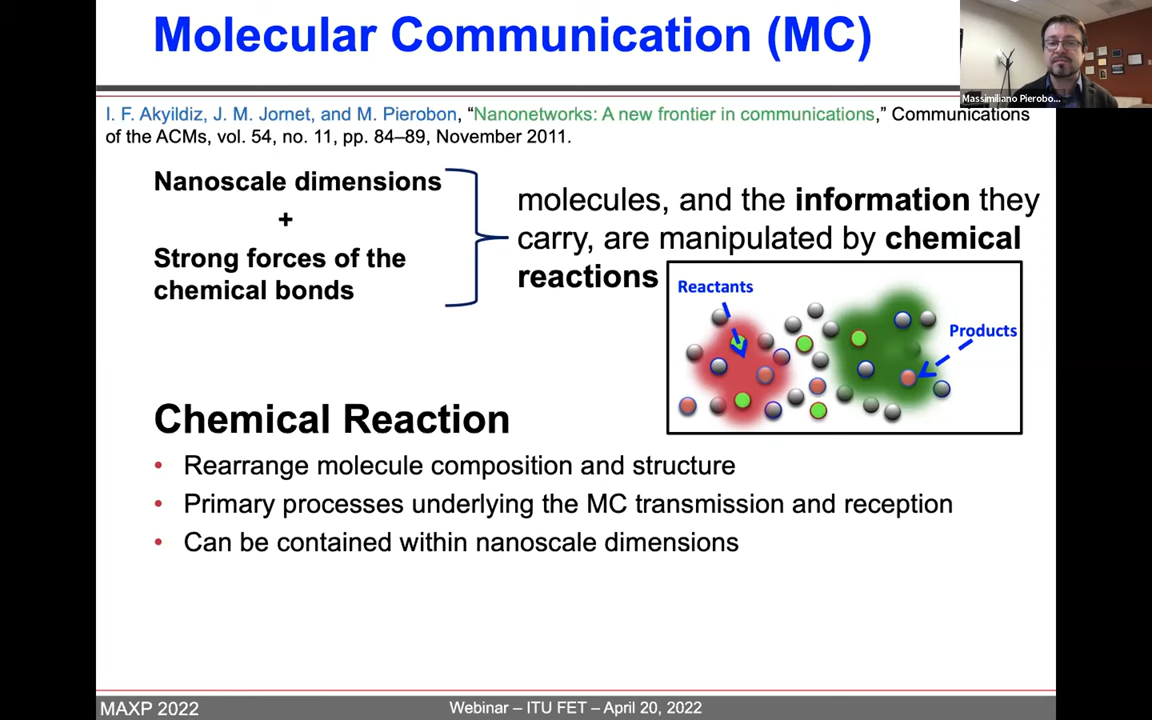 Molecular Communication (MC)
Massimiliano Pierobo...
I. F. Akyildiz, J. M. Jornet, and M. Pierobon, “Nanonetworks: A new frontier in communications,” Communications
of the ACMs, vol. 54, no. 11, pp. 84–89, November 2011.
Nanoscale dimensions
+
Strong forces of the
chemical bonds
molecules, and the information they
carry, are manipulated by chemical
reactions
Reactants
Products
Chemical Reaction
• Rearrange molecule composition and structure
• Primary processes underlying the MC transmission and reception
• Can be contained within nanoscale dimensions
MAXP 2022
Webinar – ITU FET – April 20, 2022